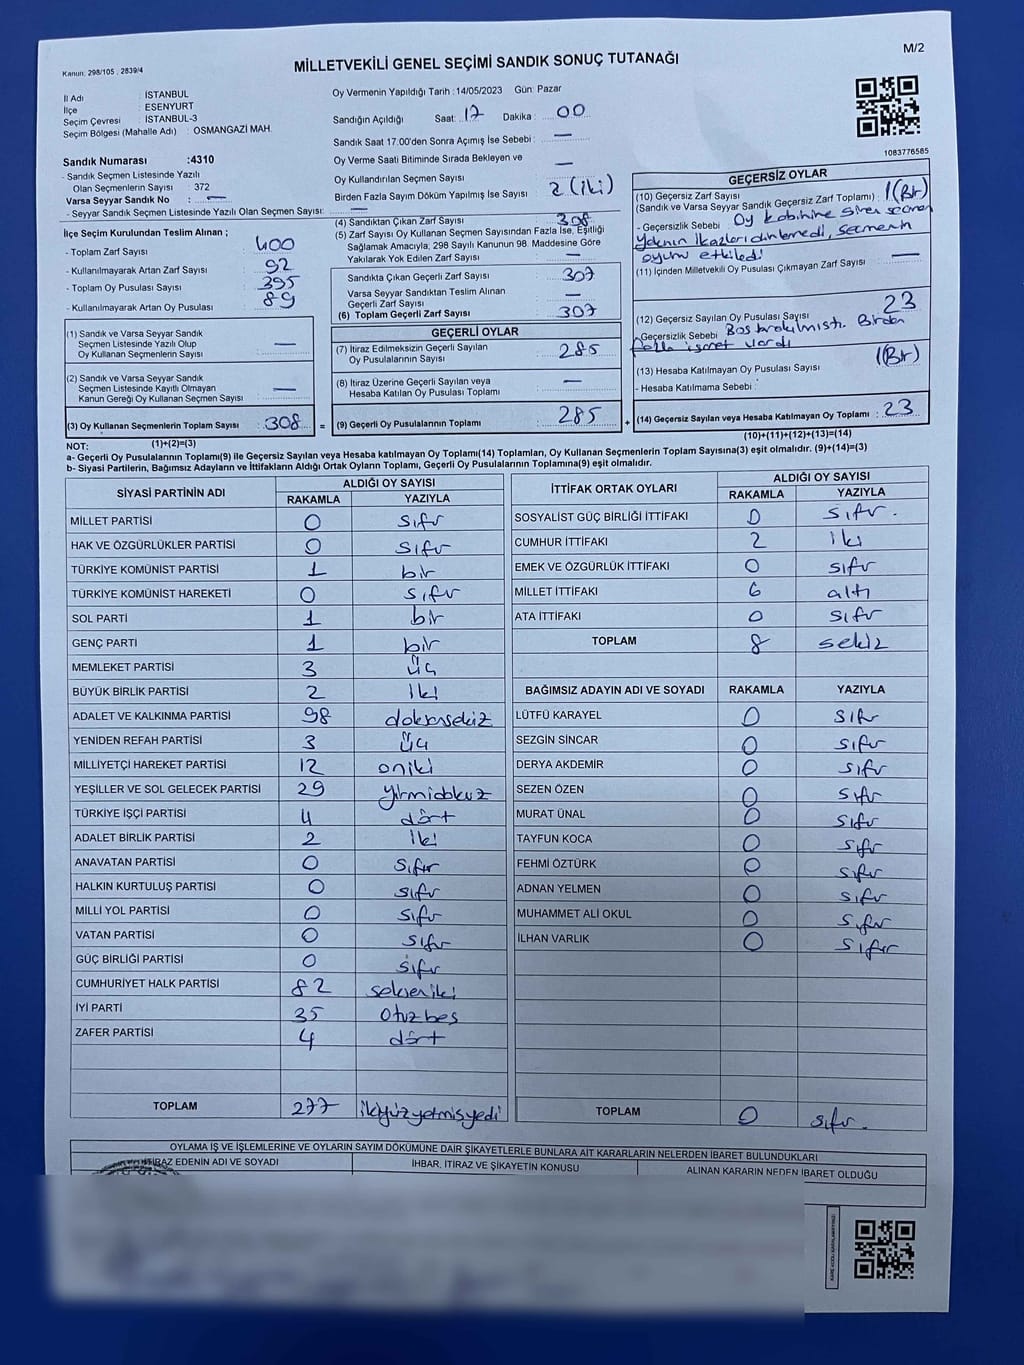 M/2
Kanun: 298/105 ; 2839/4
MİLLETVEKİLİ GENEL SEÇİMİ SANDIK SONUÇ TUTANAĞI
İl Adı İSTANBUL
İlçe ESENYURT
Seçim Çevresi İSTANBUL-3
Seçim Bölgesi (Mahalle Adı) : OSMANGAZİ MAH.
Sandık Numarası :4310
- Sandık Seçmen Listesinde Yazılı
Olan Seçmenlerin Sayısı : 372
Varsa Seyyar Sandık No : —
- Seyyar Sandık Seçmen Listesinde Yazılı Olan Seçmen Sayısı: —
İlçe Seçim Kurulundan Teslim Alınan ;
- Toplam Zarf Sayısı : 400
- Kullanılmayarak Artan Zarf Sayısı : 92
- Toplam Oy Pusulası Sayısı : 395
- Kullanılmayarak Artan Oy Pusulası : 89
(1) Sandık ve Varsa Seyyar Sandık
Seçmen Listesinde Yazılı Olup
Oy Kullanan Seçmenlerin Sayısı : —
(2) Sandık ve Varsa Seyyar Sandık
Seçmen Listesinde Kayıtlı Olmayan
Kanun Gereği Oy Kullanan Seçmen Sayısı : —
(3) Oy Kullanan Seçmenlerin Toplam Sayısı : 308 =
(1)+(2)=(3)
Oy Vermenin Yapıldığı Tarih :14/05/2023 Gün: Pazar
Sandığın Açıldığı Saat: 17 Dakika : 00
Sandık Saat 17.00'den Sonra Açımış İse Sebebi : —
Oy Verme Saati Bitiminde Sırada Bekleyen ve
Oy Kullandırılan Seçmen Sayısı : —
Birden Fazla Sayım Döküm Yapılmış İse Sayısı : 2 (iki)
(4) Sandıktan Çıkan Zarf Sayısı : 308
(5) Zarf Sayısı Oy Kullanan Seçmen Sayısından Fazla İse, Eşitliği
Sağlamak Amacıyla; 298 Sayılı Kanunun 98. Maddesine Göre
Yakılarak Yok Edilen Zarf Sayısı : —
Sandıkta Çıkan Geçerli Zarf Sayısı : 307
Varsa Seyyar Sandıktan Teslim Alınan
Geçerli Zarf Sayısı : —
(6) Toplam Geçerli Zarf Sayısı : 307
GEÇERLİ OYLAR
(7) İtiraz Edilmeksizin Geçerli Sayılan
Oy Pusulalarının Sayısı : 285
(8) İtiraz Üzerine Geçerli Sayılan veya
Hesaba Katılan Oy Pusulası Toplamı : —
(9) Geçerli Oy Pusulalarının Toplamı : 285 +
1083776585
GEÇERSİZ OYLAR
(10) Geçersiz Zarf Sayısı
(Sandık ve Varsa Seyyar Sandık Geçersiz Zarf Toplamı) : 1(Bir)
- Geçersizlik Sebebi : Oy kabinine giren seçmen
yakının ikazları dinlemedi, seçmenin
oyunu etkiledi
(11) İçinden Milletvekili Oy Pusulası Çıkmayan Zarf Sayısı : —
(12) Geçersiz Sayılan Oy Pusulası Sayısı : 23
Geçersizlik Sebebi : Boş bırakılmıştı. Birden
fazla işaret vardı
(13) Hesaba Katılmayan Oy Pusulası Sayısı : 1(Bir)
- Hesaba Katılmama Sebebi :
(14) Geçersiz Sayılan veya Hesaba Katılmayan Oy Toplamı : 23
(10)+(11)+(12)+(13)=(14)
NOT:
a- Geçerli Oy Pusulalarının Toplamı(9) ile Geçersiz Sayılan veya Hesaba katılmayan Oy Toplamı(14) Toplamları, Oy Kullanan Seçmenlerin Toplam Sayısına(3) eşit olmalıdır. (9)+(14)=(3)
b- Siyasi Partilerin, Bağımsız Adayların ve İttifakların Aldığı Ortak Oyların Toplamı, Geçerli Oy Pusulalarının Toplamına(9) eşit olmalıdır.
SİYASİ PARTİNİN ADI ALDIĞI OY SAYISI
RAKAMLA YAZIYLA
MİLLET PARTİSİ 0 sıfır
HAK VE ÖZGÜRLÜKLER PARTİSİ 0 sıfır
TÜRKİYE KOMÜNİST PARTİSİ 1 bir
TÜRKİYE KOMÜNİST HAREKETİ 0 sıfır
SOL PARTİ 1 bir
GENÇ PARTİ 1 bir
MEMLEKET PARTİSİ 3 üç
BÜYÜK BİRLİK PARTİSİ 2 iki
ADALET VE KALKINMA PARTİSİ 98 doksansekiz
YENİDEN REFAH PARTİSİ 3 üç
MİLLİYETÇİ HAREKET PARTİSİ 12 oniki
YEŞİLLER VE SOL GELECEK PARTİSİ 29 yirmidokuz
TÜRKİYE İŞÇİ PARTİSİ 4 dört
ADALET BİRLİK PARTİSİ 2 iki
ANAVATAN PARTİSİ 0 sıfır
HALKIN KURTULUŞ PARTİSİ 0 sıfır
MİLLİ YOL PARTİSİ 0 sıfır
VATAN PARTİSİ 0 sıfır
GÜÇ BİRLİĞİ PARTİSİ 0 sıfır
CUMHURİYET HALK PARTİSİ 82 sekseniki
İYİ PARTİ 35 otuzbeş
ZAFER PARTİSİ 4 dört
TOPLAM 277 ikiyüzyetmişyedi
İTTİFAK ORTAK OYLARI ALDIĞI OY SAYISI
RAKAMLA YAZIYLA
SOSYALİST GÜÇ BİRLİĞİ İTTİFAKI 0 sıfır.
CUMHUR İTTİFAKI 2 iki
EMEK VE ÖZGÜRLÜK İTTİFAKI 0 sıfır
MİLLET İTTİFAKI 6 altı
ATA İTTİFAKI 0 sıfır
TOPLAM 8 sekiz
BAĞIMSIZ ADAYIN ADI VE SOYADI RAKAMLA YAZIYLA
LÜTFÜ KARAYEL 0 sıfır
SEZGİN SİNCAR 0 sıfır
DERYA AKDEMİR 0 sıfır
SEZEN ÖZEN 0 sıfır
MURAT ÜNAL 0 sıfır
TAYFUN KOCA 0 sıfır
FEHMİ ÖZTÜRK 0 sıfır
ADNAN YELMEN 0 sıfır
MUHAMMET ALİ OKUL 0 sıfır
İLHAN VARLIK 0 sıfır
TOPLAM 0 sıfır.
OYLAMA İŞ VE İŞLEMLERİNE VE OYLARIN SAYIM DÖKÜMÜNE DAİR ŞİKAYETLERLE BUNLARA AİT KARARLARIN NELERDEN İBARET BULUNDUKLARI
İTİRAZ EDENİN ADI VE SOYADI İHBAR, İTİRAZ VE ŞİKAYETİN KONUSU ALINAN KARARIN NEDEN İBARET OLDUĞU